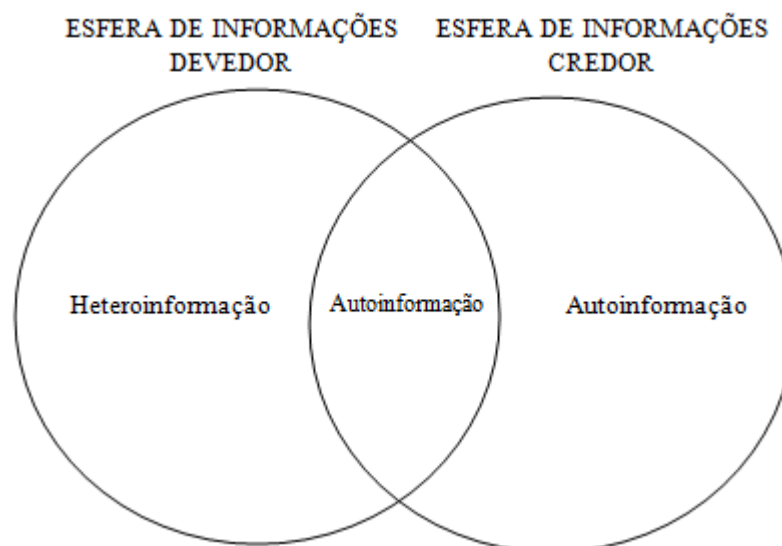 ESFERA DE INFORMAÇÕES
DEVEDOR
ESFERA DE INFORMAÇÕES
CREDOR
Heteroinformação
Autoinformação
Autoinformação